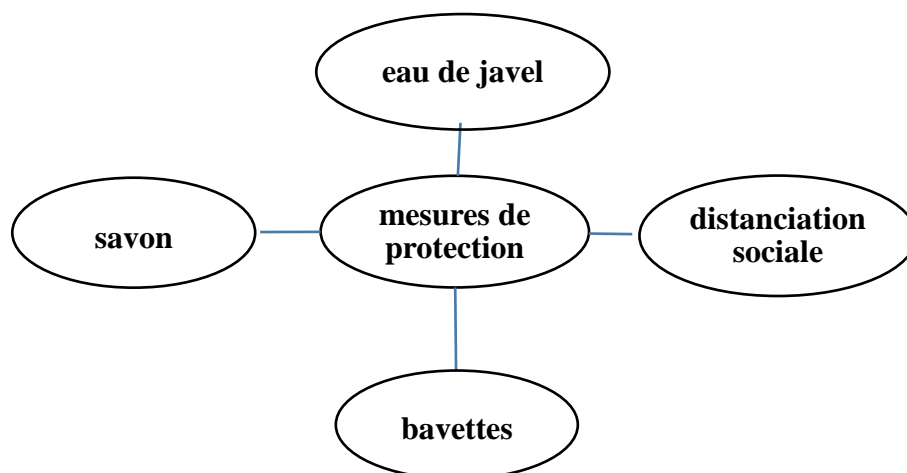 eau de javel
savon
mesures de
protection
distanciation
sociale
bavettes